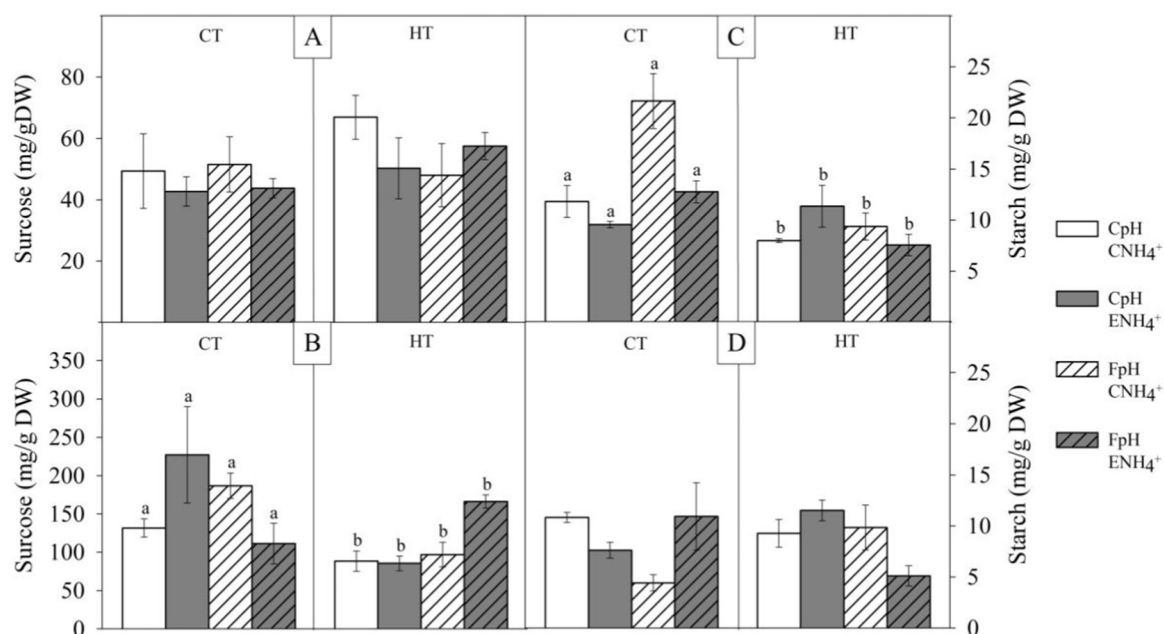 CT
A
HT
CT
C
HT
Surcose (mg/gDW)
80
60
40
20
a
a
a
a
b
b
b
b
25
20
15
10
5
Starch (mg/g DW)
CT
B
HT
CT
D
HT
Surcose (mg/g DW)
350
300
250
200
150
100
50
0
a
a
a
a
b
b
b
b
25
20
15
10
5
0
Starch (mg/g DW)
CpH
CNH4+
CpH
ENH4+
FpH
CNH4+
FpH
ENH4+